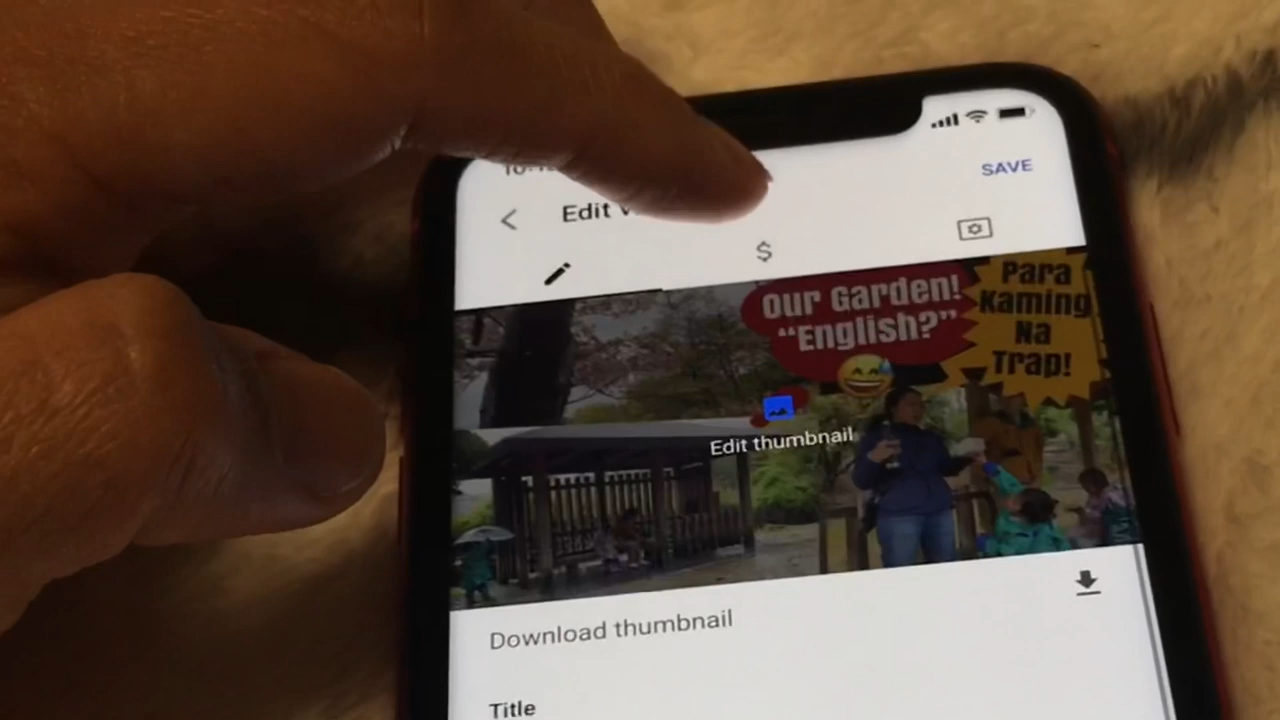 SAVE
Edit
$
Our Garden!
“English?”
Para
Kaming
Na
Trap!
Edit thumbnail
Download thumbnail
Title